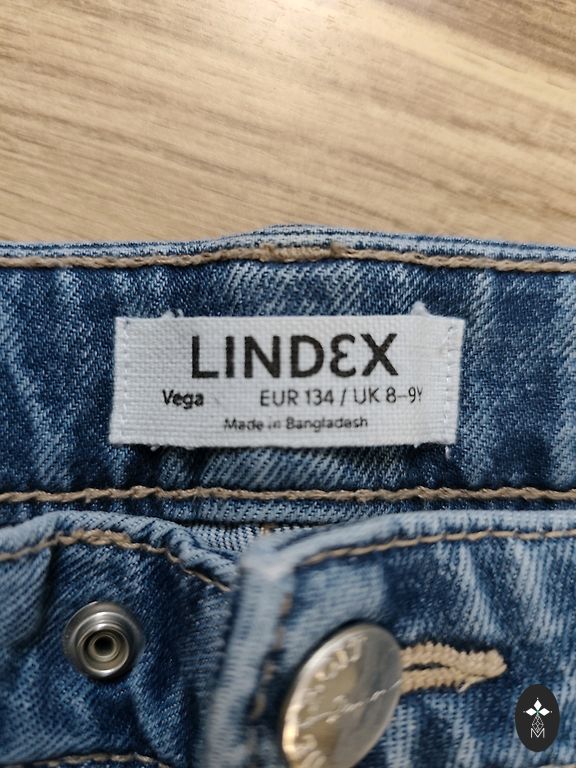 LINDEX
Vega EUR 134 / UK 8-9Y
Made in Bangladesh